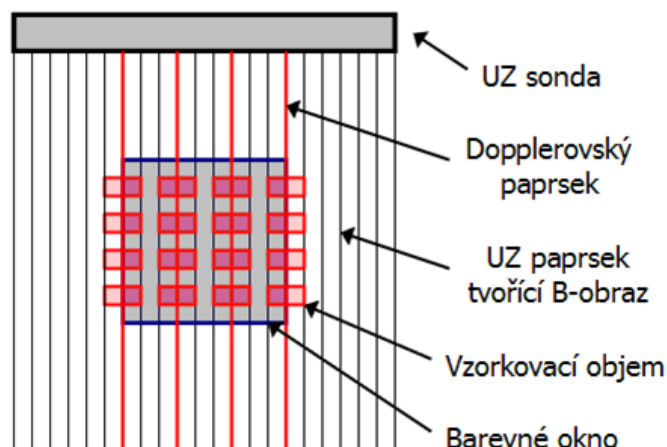 UZ sonda
Dopplerovský
paprsek
UZ paprsek
tvořící B-obraz
Vzorkovací objem
Barevné okno